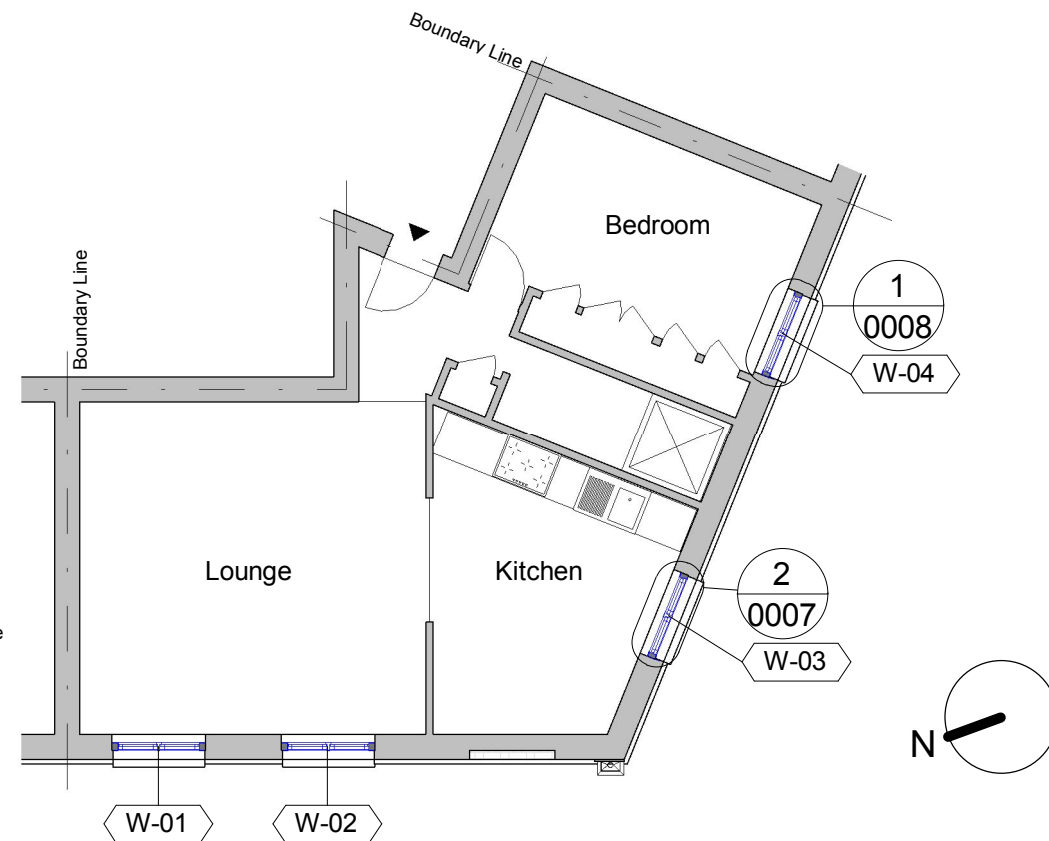 Boundary Line
Bedroom
Boundary Line
1
0008
W-04
Lounge
Kitchen
2
0007
W-03
e
N
W-01
W-02